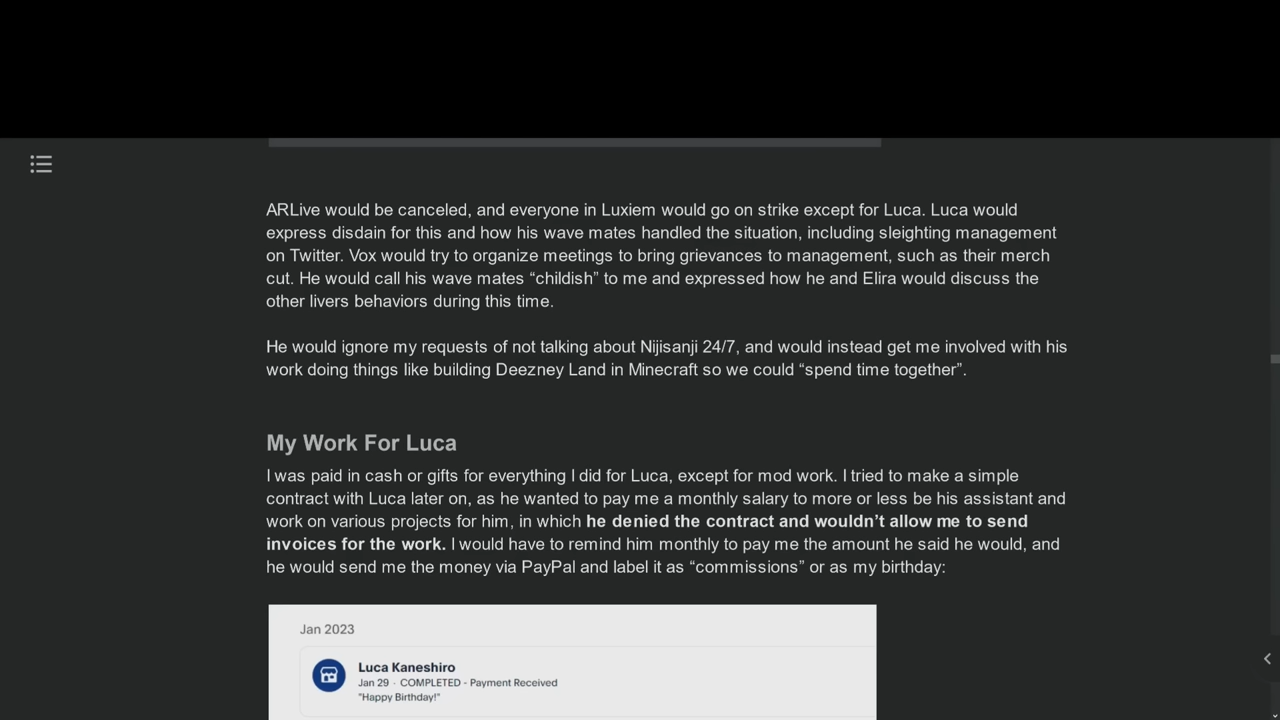 ARLive would be canceled, and everyone in Luxiem would go on strike except for Luca. Luca would
express disdain for this and how his wave mates handled the situation, including sleighting management
on Twitter. Vox would try to organize meetings to bring grievances to management, such as their merch
cut. He would call his wave mates “childish” to me and expressed how he and Elira would discuss the
other livers behaviors during this time.
He would ignore my requests of not talking about Nijisanji 24/7, and would instead get me involved with his
work doing things like building Deezney Land in Minecraft so we could “spend time together”.
My Work For Luca
I was paid in cash or gifts for everything I did for Luca, except for mod work. I tried to make a simple
contract with Luca later on, as he wanted to pay me a monthly salary to more or less be his assistant and
work on various projects for him, in which he denied the contract and wouldn’t allow me to send
invoices for the work. I would have to remind him monthly to pay me the amount he said he would, and
he would send me the money via PayPal and label it as “commissions” or as my birthday:
Jan 2023
Luca Kaneshiro
Jan 29 · COMPLETED - Payment Received
"Happy Birthday!"